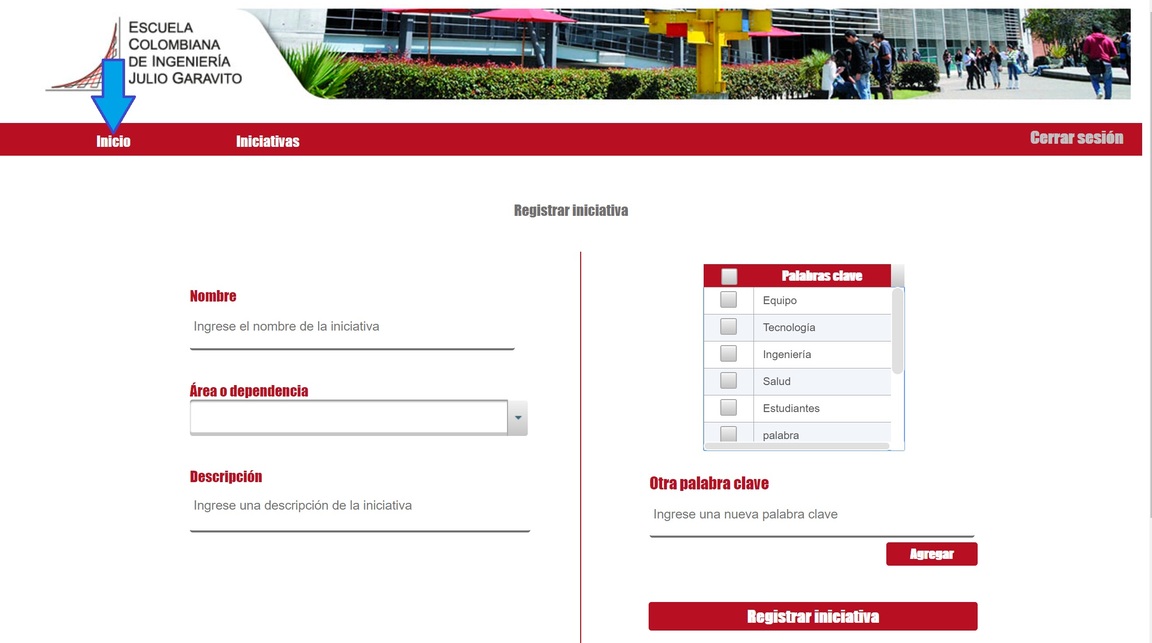 ESCUELA
COLOMBIANA
DE INGENIERÍA
JULIO GARAVITO
Inicio
Iniciativas
Cerrar sesión
Registrar iniciativa
Nombre
Ingrese el nombre de la iniciativa
Área o dependencia
Descripción
Ingrese una descripción de la iniciativa
Palabras clave
Equipo
Tecnología
Ingeniería
Salud
Estudiantes
palabra
Otra palabra clave
Ingrese una nueva palabra clave
Agregar
Registrar iniciativa